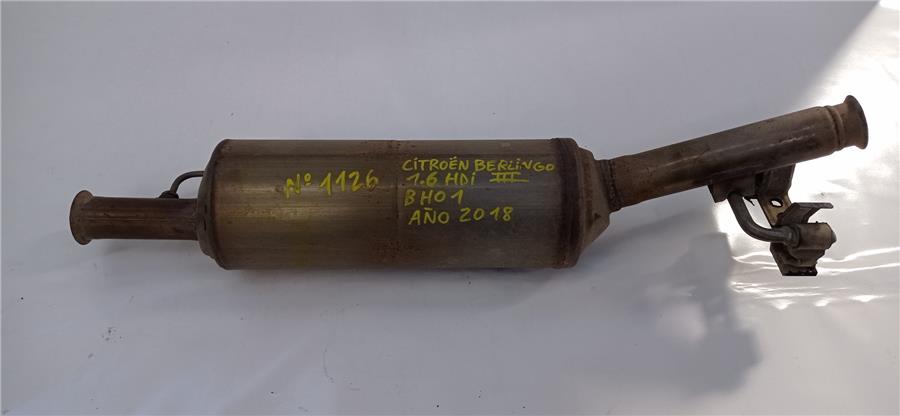 Nº 1126
CITROËN BERLINGO
1.6 HDi III
BH01
AÑO 2018